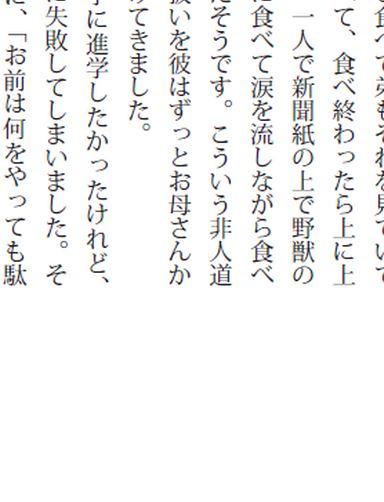 食べて弟もそれを見ていて
て、食べ終わったら上に上
一人で新聞紙の上で野獣の
に食べて涙を流しながら食べ
たそうです。こういう非人道
扱いを彼はずっとお母さんか
てきました。
に進学したかったけれど、
に失敗してしまいました。そ
、「お前は何をやっても駄